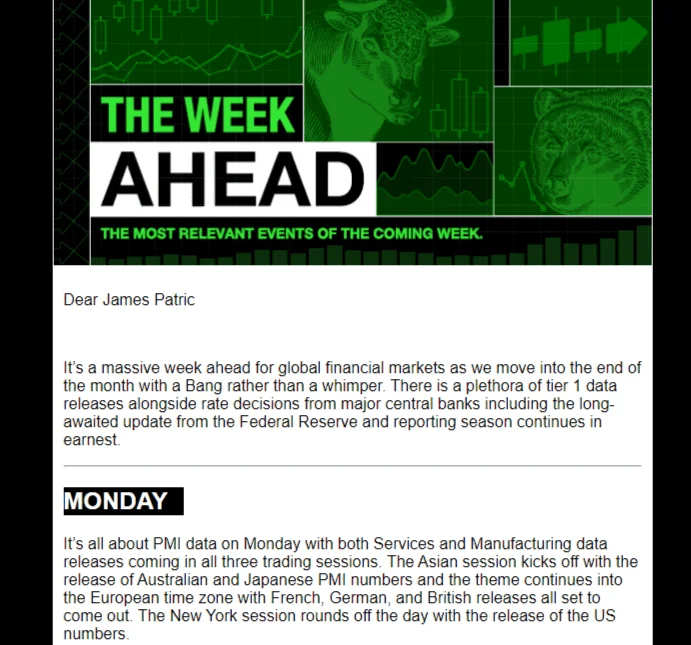 THE WEEK
AHEAD
THE MOST RELEVANT EVENTS OF THE COMING WEEK.
Dear James Patric
It's a massive week ahead for global financial markets as we move into the end of
the month with a Bang rather than a whimper. There is a plethora of tier 1 data
releases alongside rate decisions from major central banks including the long-
awaited update from the Federal Reserve and reporting season continues in
earnest.
MONDAY
It's all about PMI data on Monday with both Services and Manufacturing data
releases coming in all three trading sessions. The Asian session kicks off with the
release of Australian and Japanese PMI numbers and the theme continues into
the European time zone with French, German, and British releases all set to
come out. The New York session rounds off the day with the release of the US
numbers.